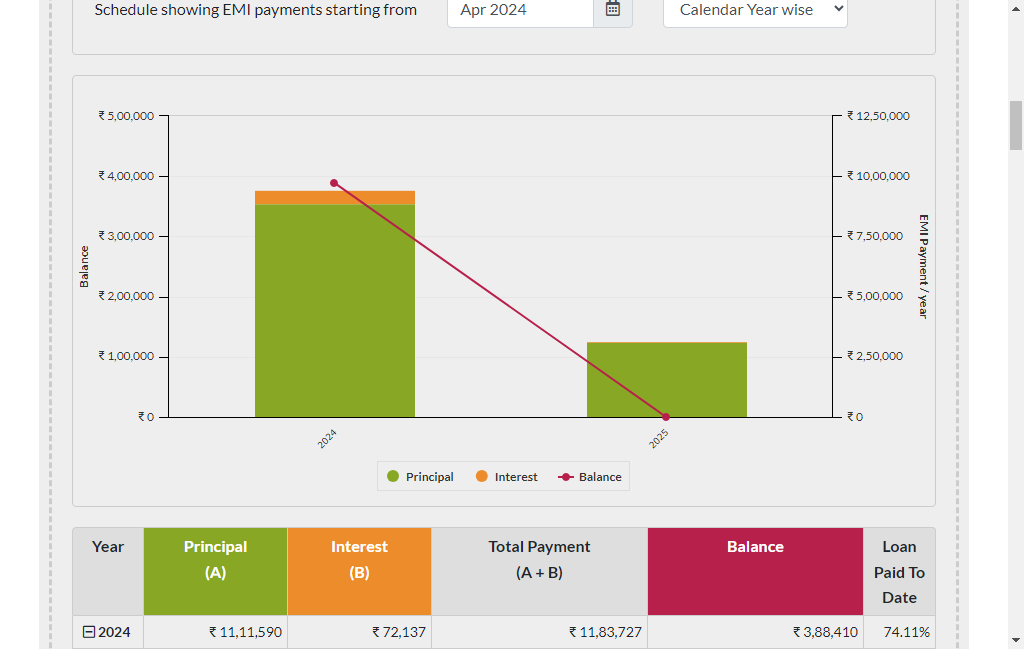 Schedule showing EMI payments starting from Apr 2024 Calendar Year wise
₹ 5,00,000 ₹ 12,50,000
₹ 4,00,000 ₹ 10,00,000
₹ 3,00,000 ₹ 7,50,000
₹ 2,00,000 ₹ 5,00,000
₹ 1,00,000 ₹ 2,50,000
₹ 0 ₹ 0
Balance
EMI Payment / year
2024 2025
Principal Interest Balance
Year Principal Interest Total Payment Balance Loan
(A) (B) (A + B) Paid To
Date
2024 ₹ 11,11,590 ₹ 72,137 ₹ 11,83,727 ₹ 3,88,410 74.11%